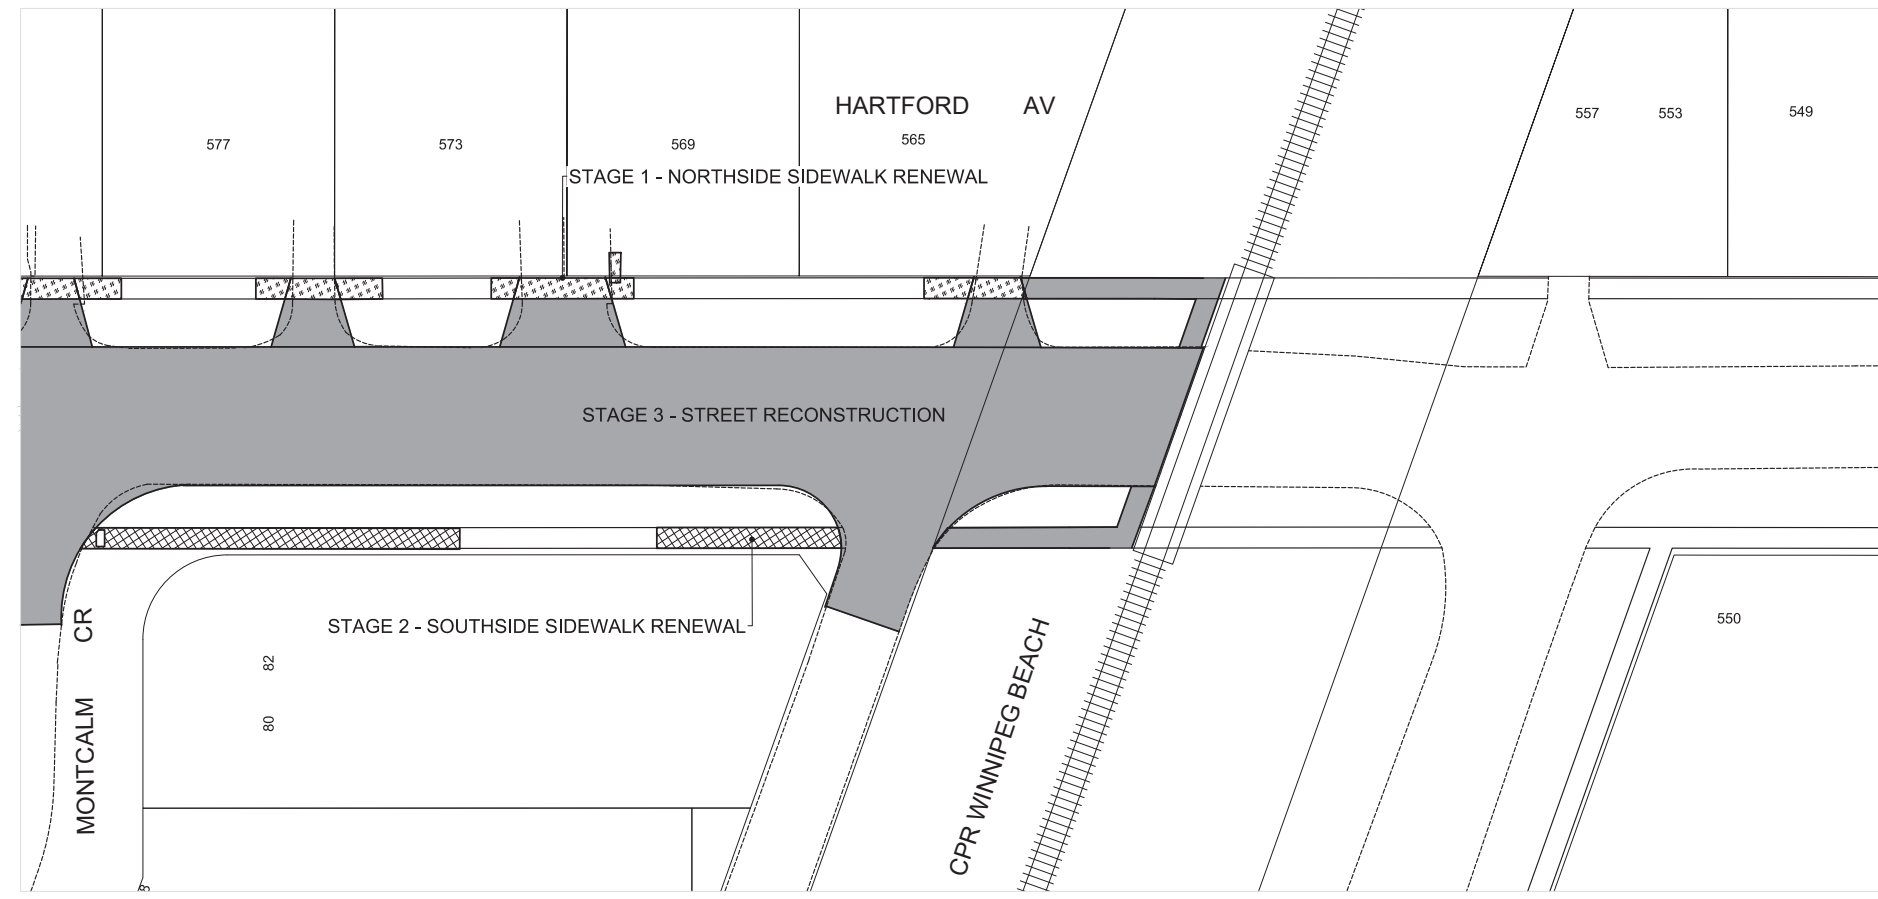 HARTFORD AV
557
553
549
577
573
569
565
STAGE 1 - NORTHSIDE SIDEWALK RENEWAL
STAGE 3 - STREET RECONSTRUCTION
STAGE 2 - SOUTHSIDE SIDEWALK RENEWAL
MONTCALM CR
82
80
CPR WINNIPEG BEACH
550